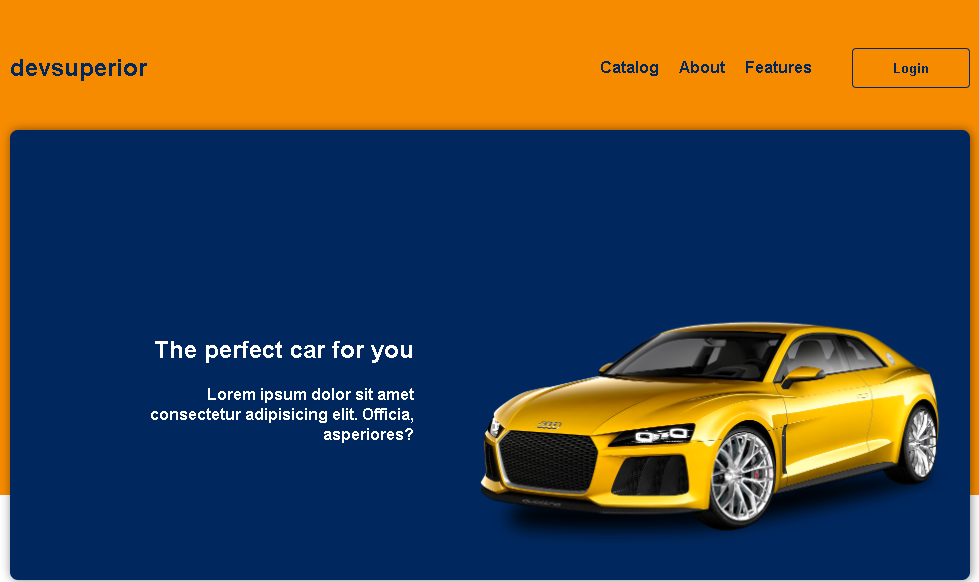 devsuperior
Catalog About Features Login
The perfect car for you
Lorem ipsum dolor sit amet
consectetur adipisicing elit. Officia,
asperiores?